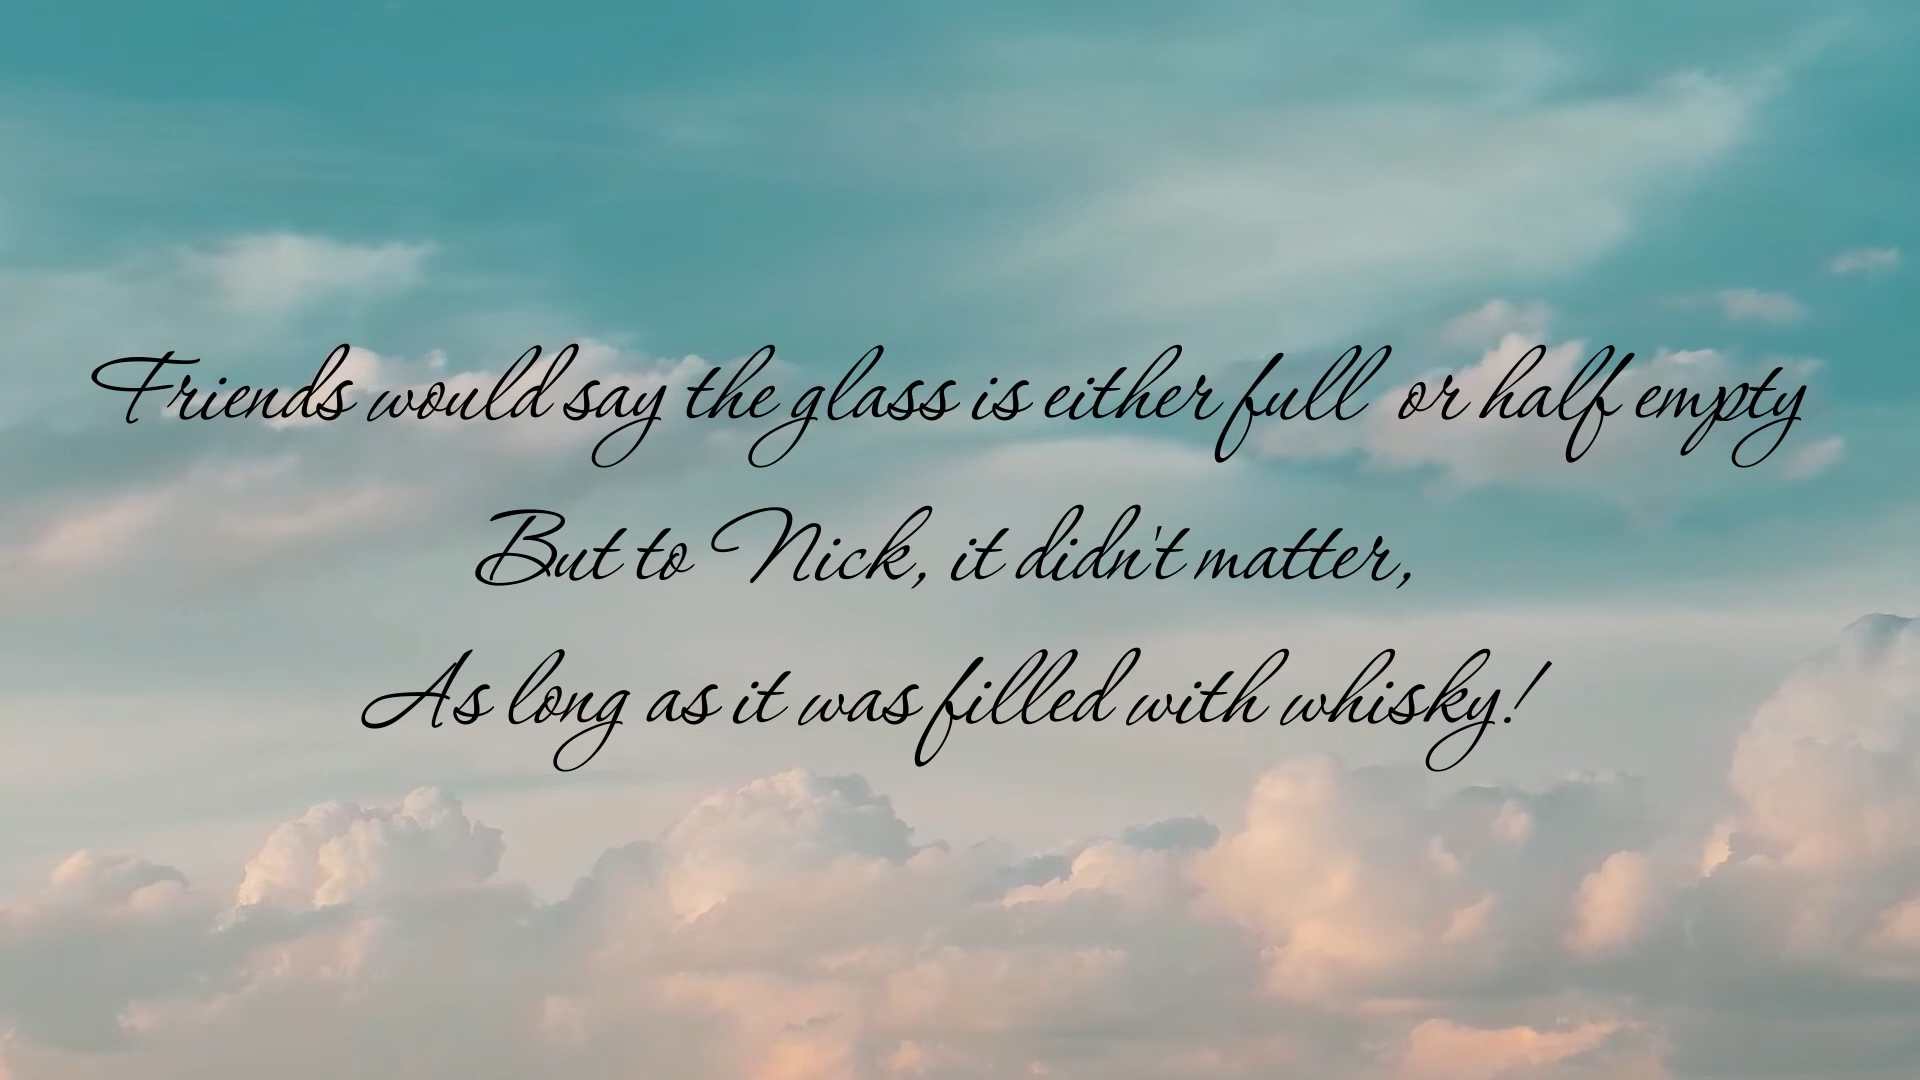 Friends would say the glass is either full  or half empty
But to Nick, it didn't matter,
As long as it was filled with whisky!